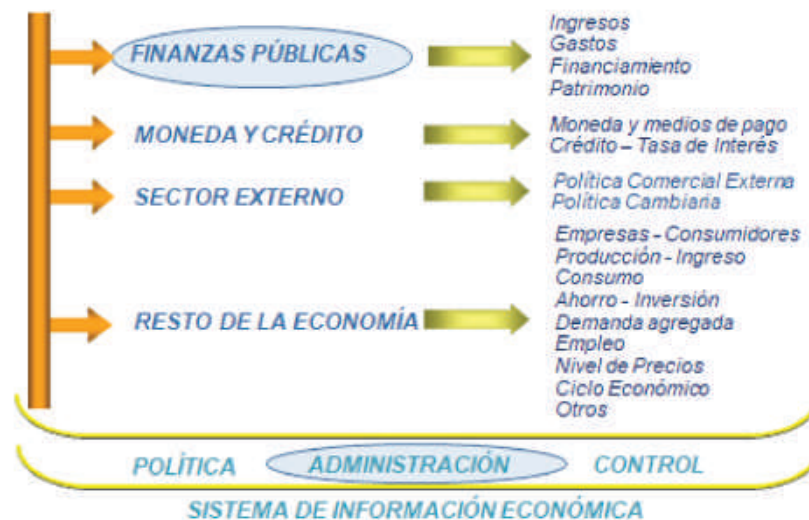 FINANZAS PÚBLICAS
Ingresos
Gastos
Financiamiento
Patrimonio
MONEDA Y CRÉDITO
Moneda y medios de pago
Crédito – Tasa de Interés
SECTOR EXTERNO
Política Comercial Externa
Política Cambiaria
RESTO DE LA ECONOMÍA
Empresas - Consumidores
Producción - Ingreso
Consumo
Ahorro - Inversión
Demanda agregada
Empleo
Nivel de Precios
Ciclo Económico
Otros
POLÍTICA ADMINISTRACIÓN CONTROL
SISTEMA DE INFORMACIÓN ECONÓMICA